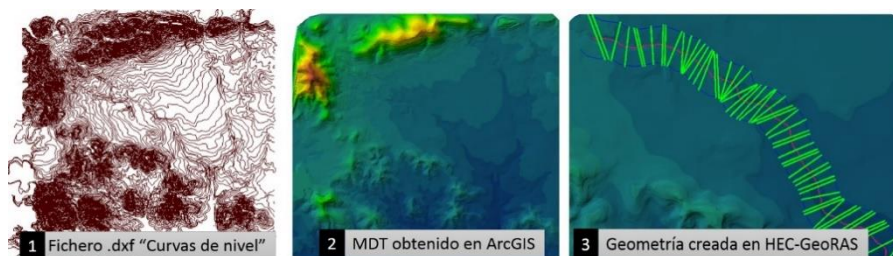 1 Fichero .dxf "Curvas de nivel"
2 MDT obtenido en ArcGIS
3 Geometría creada en HEC-GeoRAS